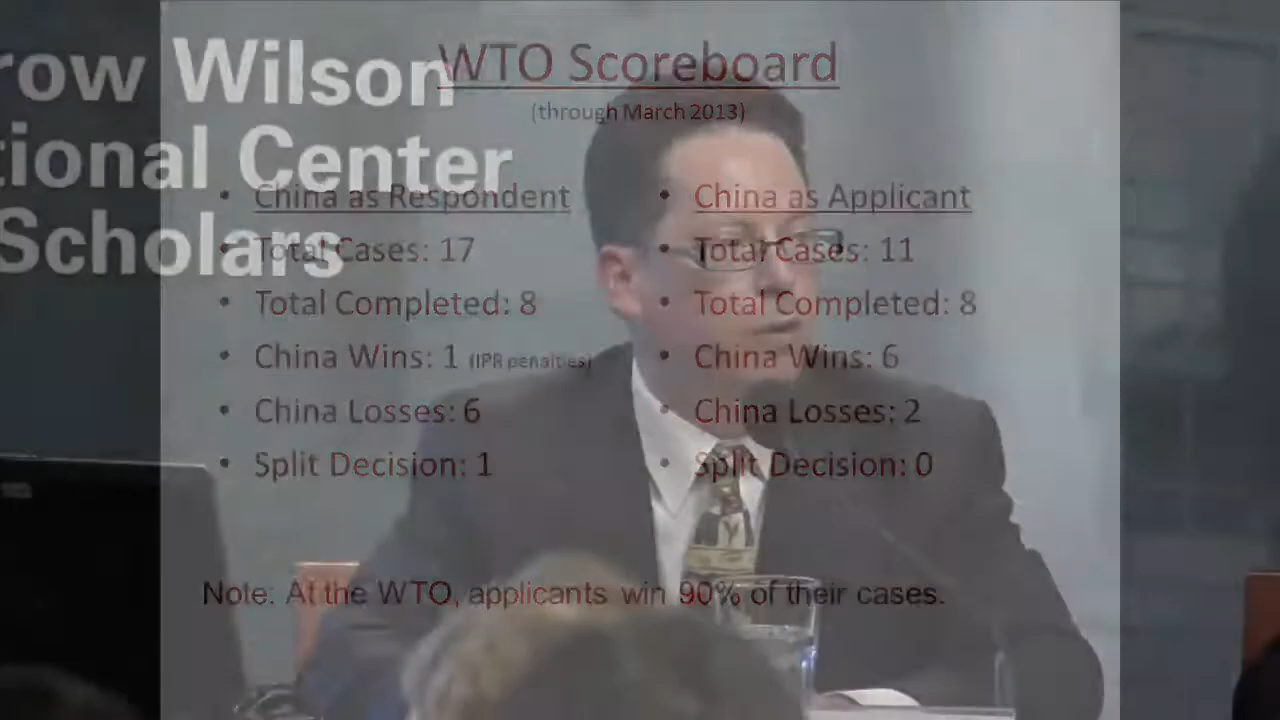 row Wilson
tional Center
Scholars
WTO Scoreboard
(through March 2013)
• China as Respondent
• Total Cases: 17
• Total Completed: 8
• China Wins: 1 (IPR penalties)
• China Losses: 6
• Split Decision: 1
• China as Applicant
• Total Cases: 11
• Total Completed: 8
• China Wins: 6
• China Losses: 2
• Split Decision: 0
Note: At the WTO, applicants win 90% of their cases.